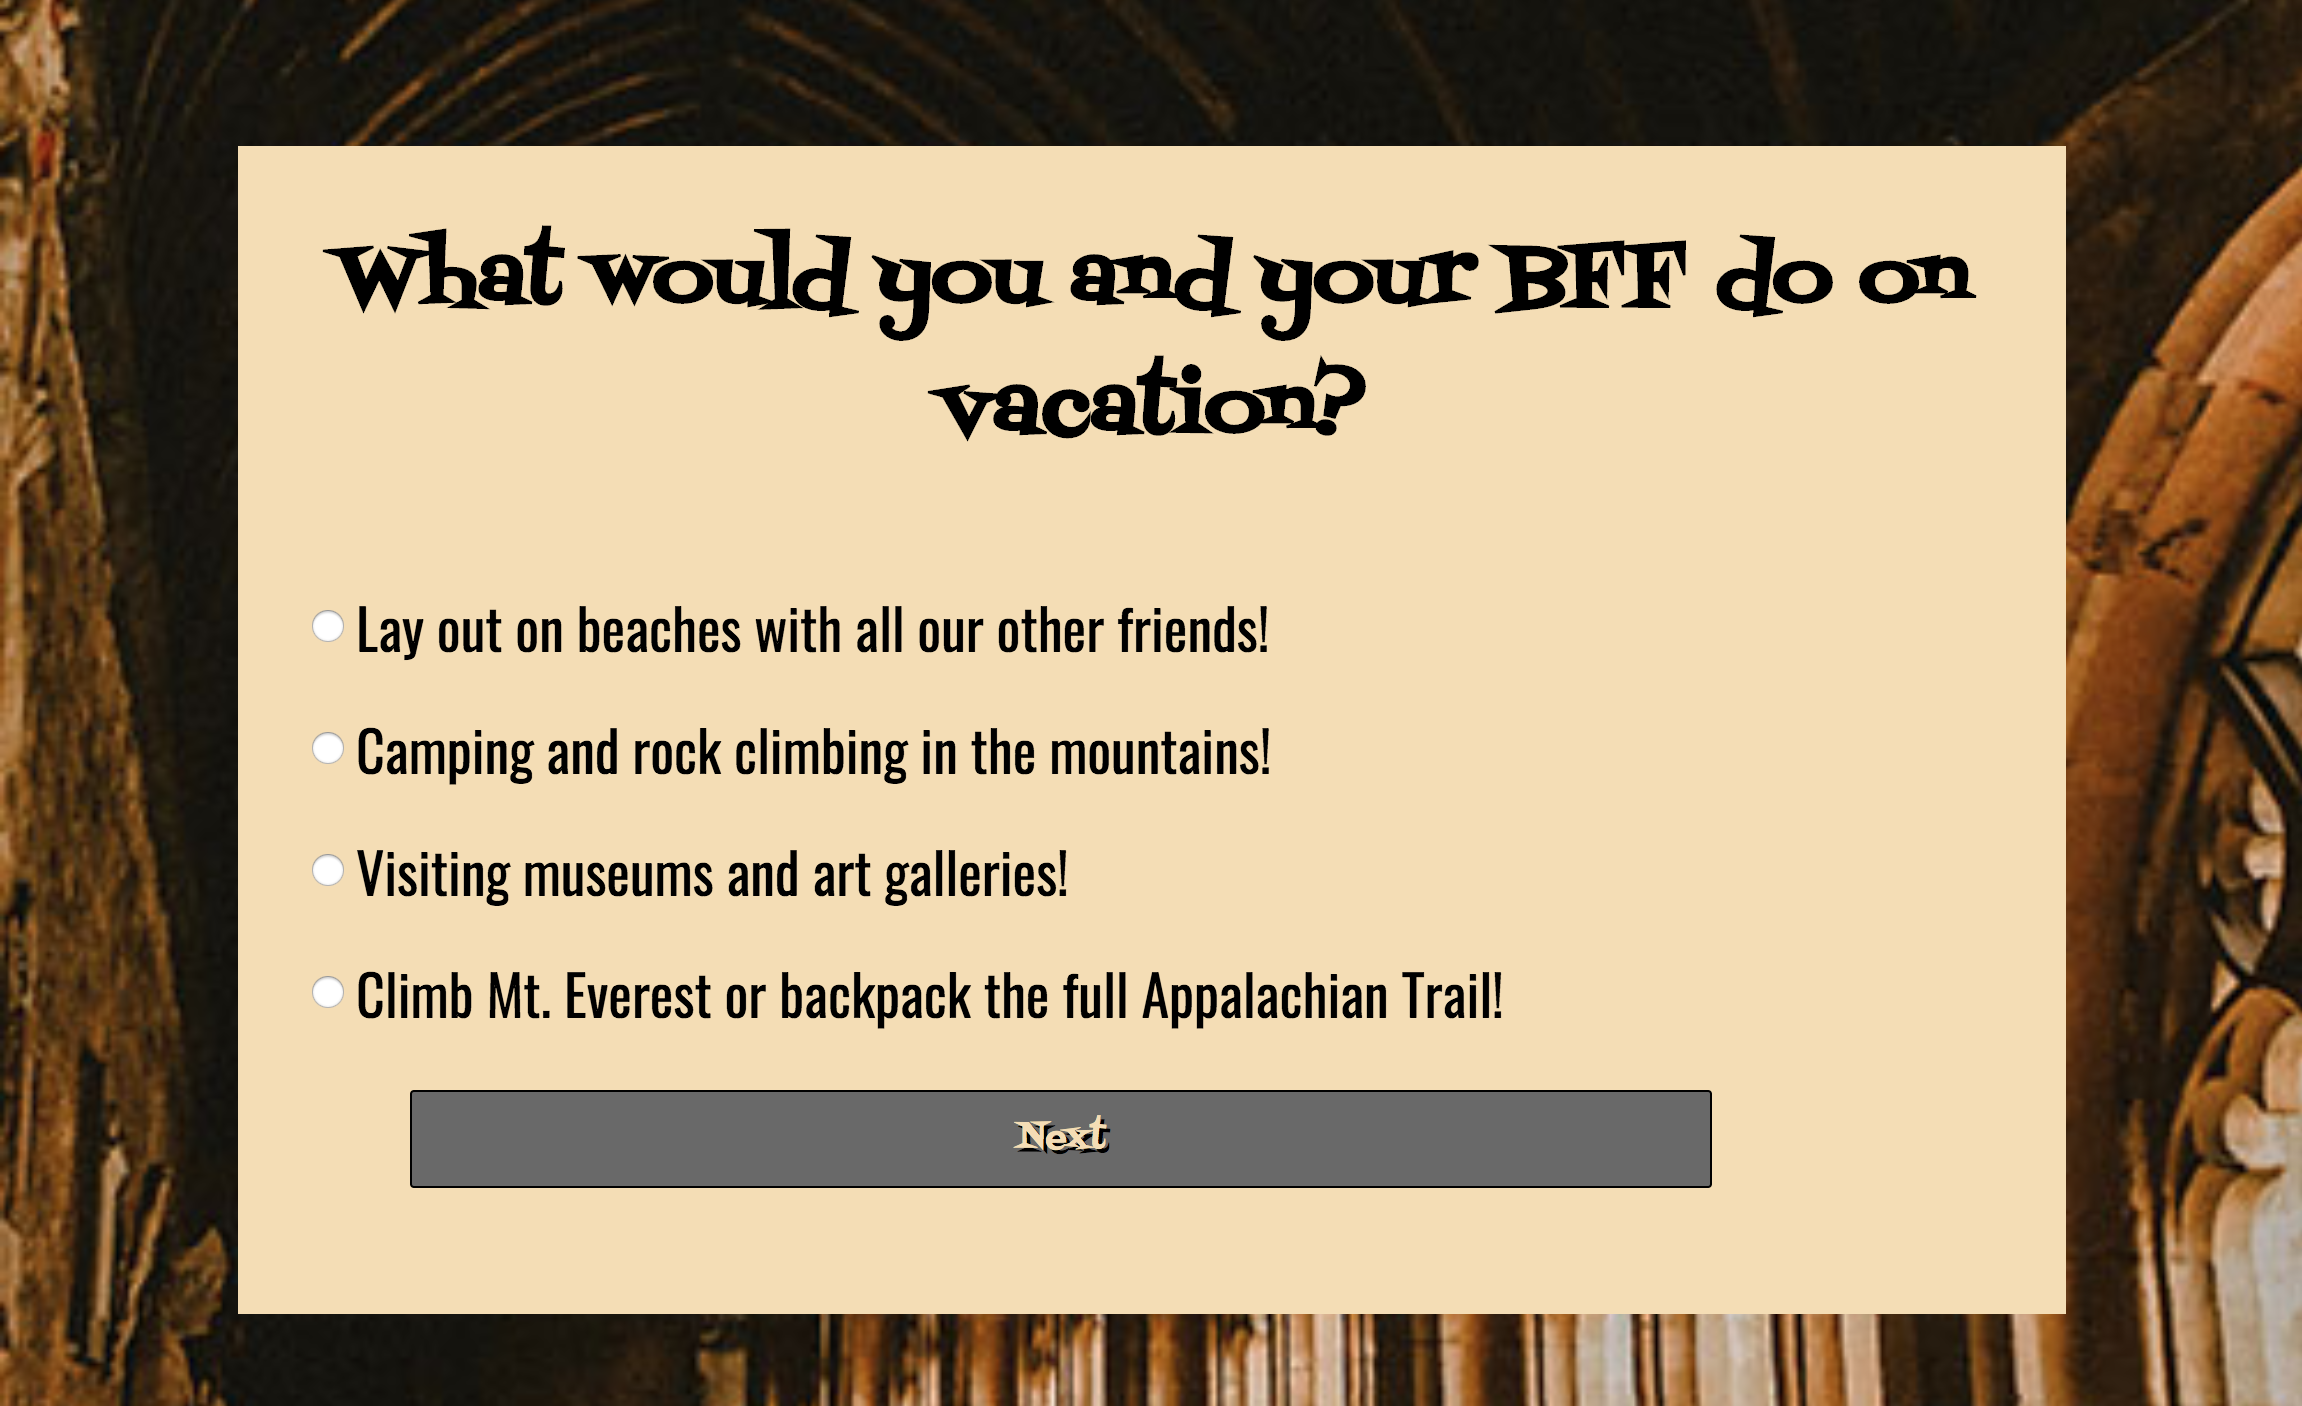 What would you and your BFF do on
vacation?
Lay out on beaches with all our other friends!
Camping and rock climbing in the mountains!
Visiting museums and art galleries!
Climb Mt. Everest or backpack the full Appalachian Trail!
Next